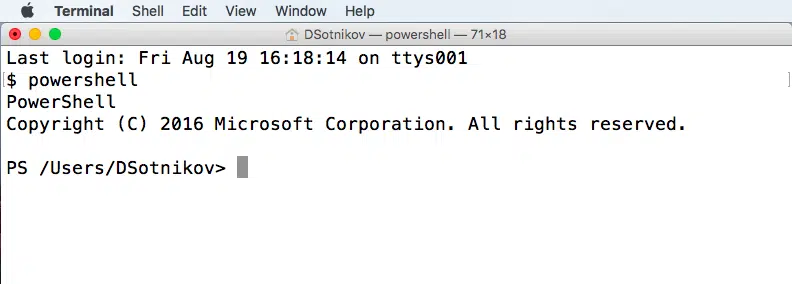 Terminal Shell Edit View Window Help
DSotnikov — powershell — 71×18
Last login: Fri Aug 19 16:18:14 on ttys001
[$ powershell ]
PowerShell
Copyright (C) 2016 Microsoft Corporation. All rights reserved.
PS /Users/DSotnikov>